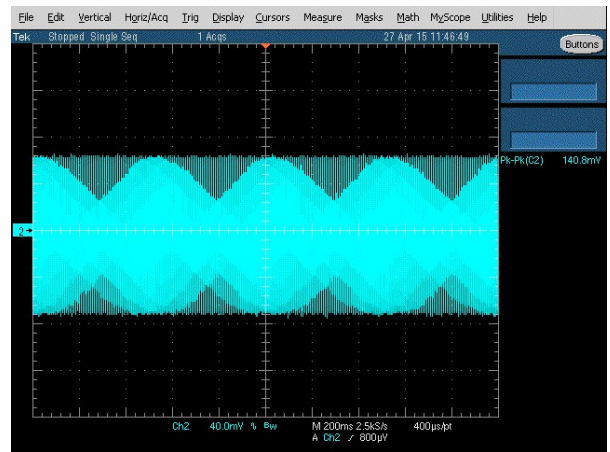 File Edit Vertical Horiz/Acq Trig Display Cursors Measure Masks Math MyScope Utilities Help
Tek Stopped Single Seq 1 Acqs 27 Apr 15 11:46:49 Buttons
Pk-Pk(C2) 140.8mV
2
Ch2 40.0mV % Bw M 200ms 2.5kS/s 400µs/pt
A Ch2 / 800µV